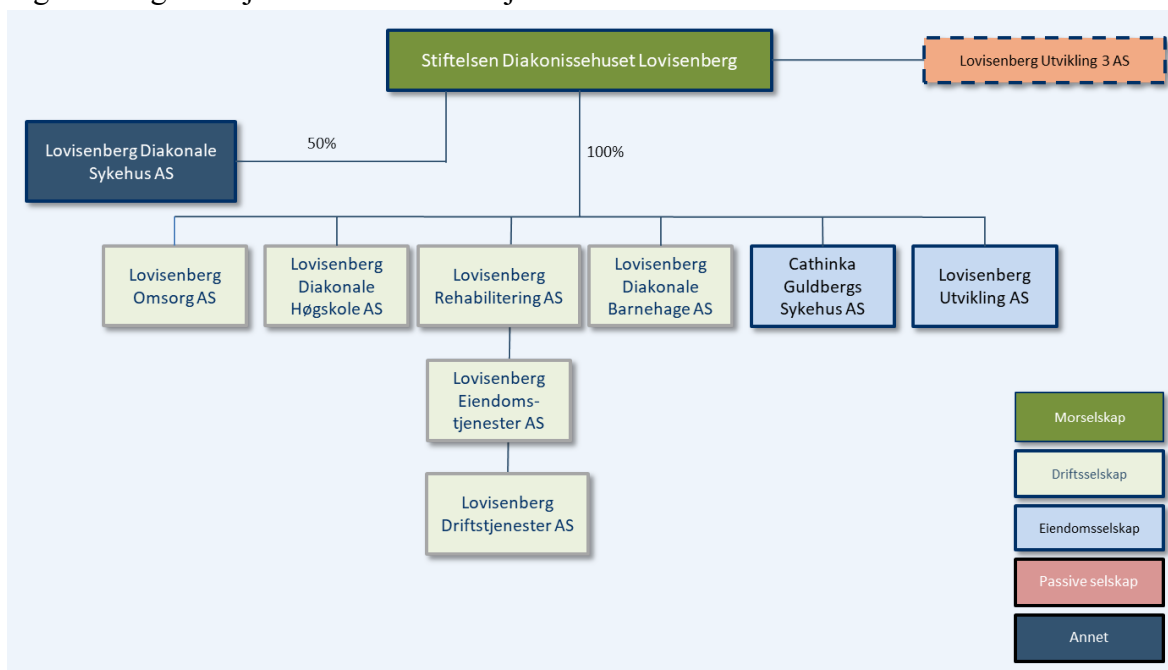 Stiftelsen Diakonissehuset Lovisenberg
Lovisenberg Utvikling 3 AS
Lovisenberg Diakonale
Sykehus AS
50%
100%
Lovisenberg
Omsorg AS
Lovisenberg
Diakonale
Høgskole AS
Lovisenberg
Rehabilitering AS
Lovisenberg
Diakonale
Barnehage AS
Cathinka
Guldbergs
Sykehus AS
Lovisenberg
Utvikling AS
Lovisenberg
Eiendoms-
tjenester AS
Lovisenberg
Driftstjenester AS
Morselskap
Driftsselskap
Eiendomsselskap
Passive selskap
Annet